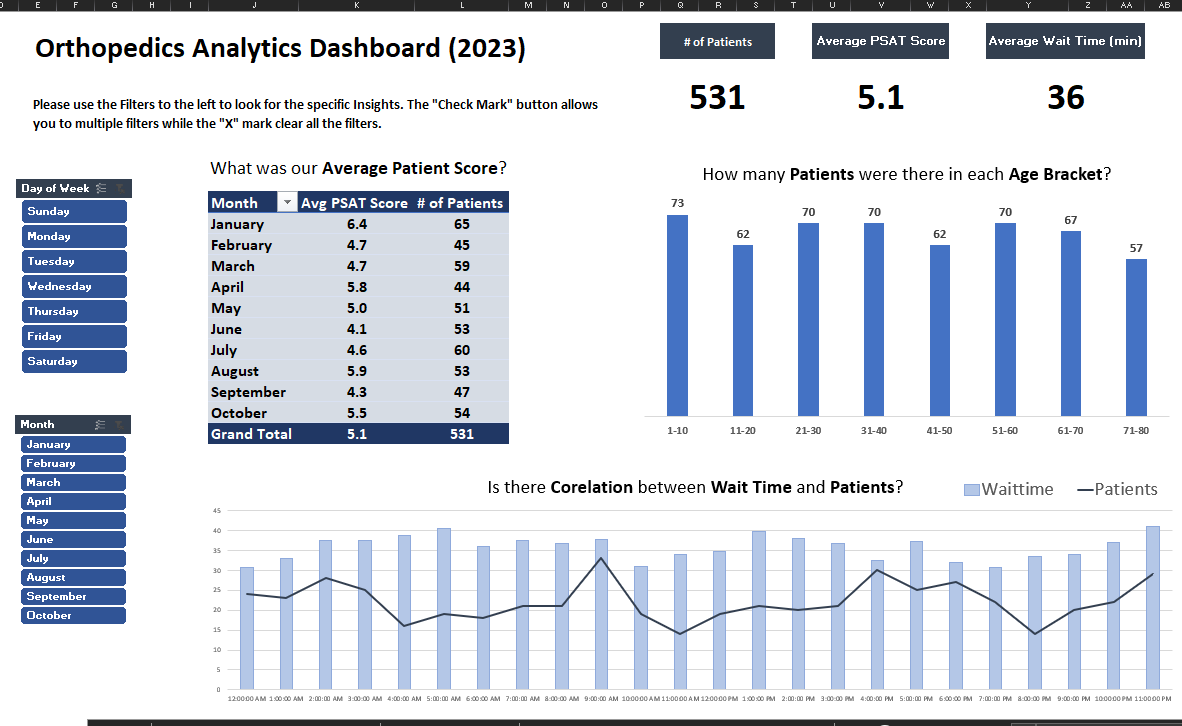 D E F G H I J K L M N O P Q R S T U V W X Y Z AA AB
Orthopedics Analytics Dashboard (2023)
# of Patients
Average PSAT Score
Average Wait Time (min)
531
5.1
36
Please use the Filters to the left to look for the specific Insights. The "Check Mark" button allows
you to multiple filters while the "X" mark clear all the filters.
Day of Week
Sunday
Monday
Tuesday
Wednesday
Thursday
Friday
Saturday
Month
January
February
March
April
May
June
July
August
September
October
What was our Average Patient Score?
Month Avg PSAT Score # of Patients
January 6.4 65
February 4.7 45
March 4.7 59
April 5.8 44
May 5.0 51
June 4.1 53
July 4.6 60
August 5.9 53
September 4.3 47
October 5.5 54
Grand Total 5.1 531
How many Patients were there in each Age Bracket?
73 62 70 70 62 70 67 57
1-10 11-20 21-30 31-40 41-50 51-60 61-70 71-80
Is there Corelation between Wait Time and Patients?
Waittime Patients
45
40
35
30
25
20
15
10
5
0
12:00:00 AM 1:00:00 AM 2:00:00 AM 3:00:00 AM 4:00:00 AM 5:00:00 AM 6:00:00 AM 7:00:00 AM 8:00:00 AM 9:00:00 AM 10:00:00 AM 11:00:00 AM 12:00:00 PM 1:00:00 PM 2:00:00 PM 3:00:00 PM 4:00:00 PM 5:00:00 PM 6:00:00 PM 7:00:00 PM 8:00:00 PM 9:00:00 PM 10:00:00 PM 11:00:00 PM